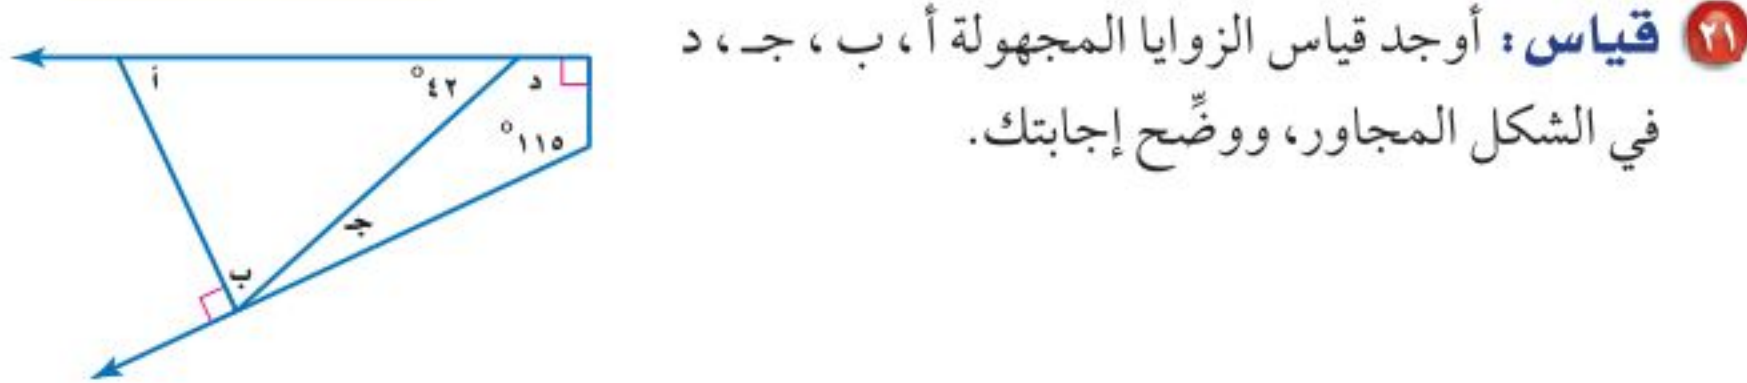 ٢١ قياس : أوجد قياس الزوايا المجهولة أ ، ب ، جـ ، د
في الشكل المجاور، ووضِّح إجابتك.
أ
٤٢°
د
١١٥°
جـ
ب